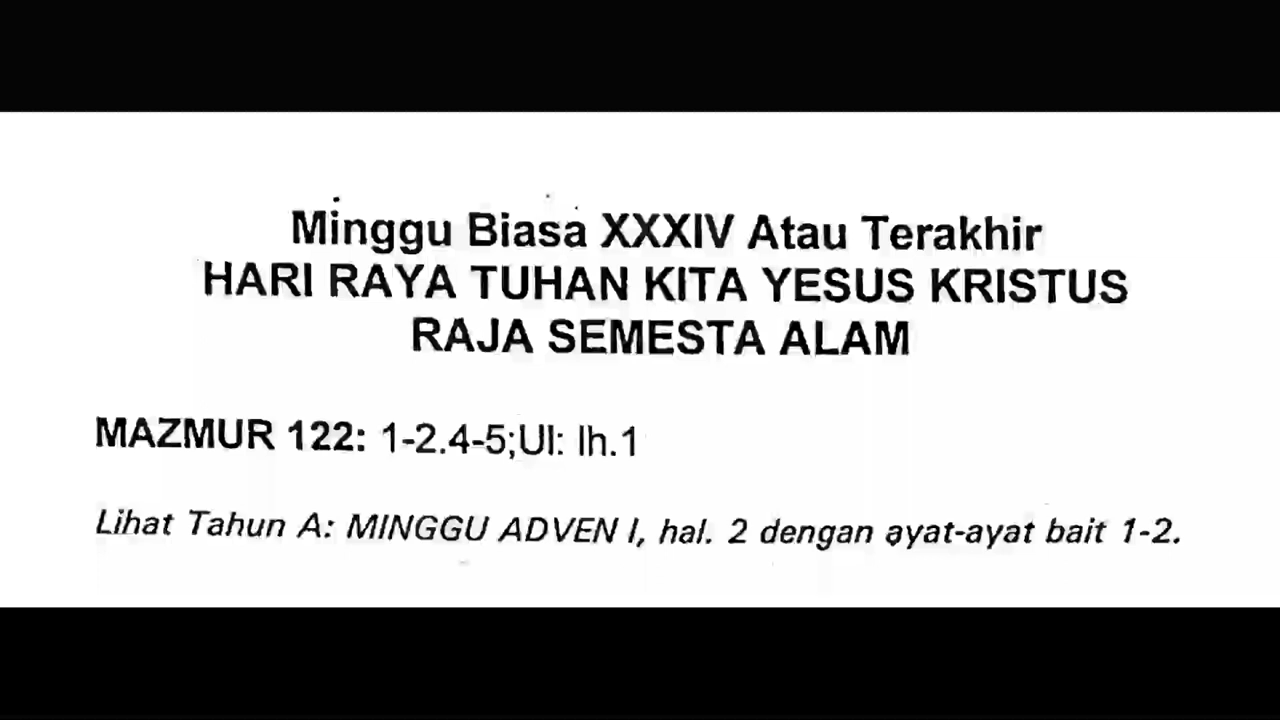 Minggu Biasa XXXIV Atau Terakhir
HARI RAYA TUHAN KITA YESUS KRISTUS
RAJA SEMESTA ALAM
MAZMUR 122: 1-2.4-5;Ul: lh.1
Lihat Tahun A: MINGGU ADVEN I, hal. 2 dengan ayat-ayat bait 1-2.